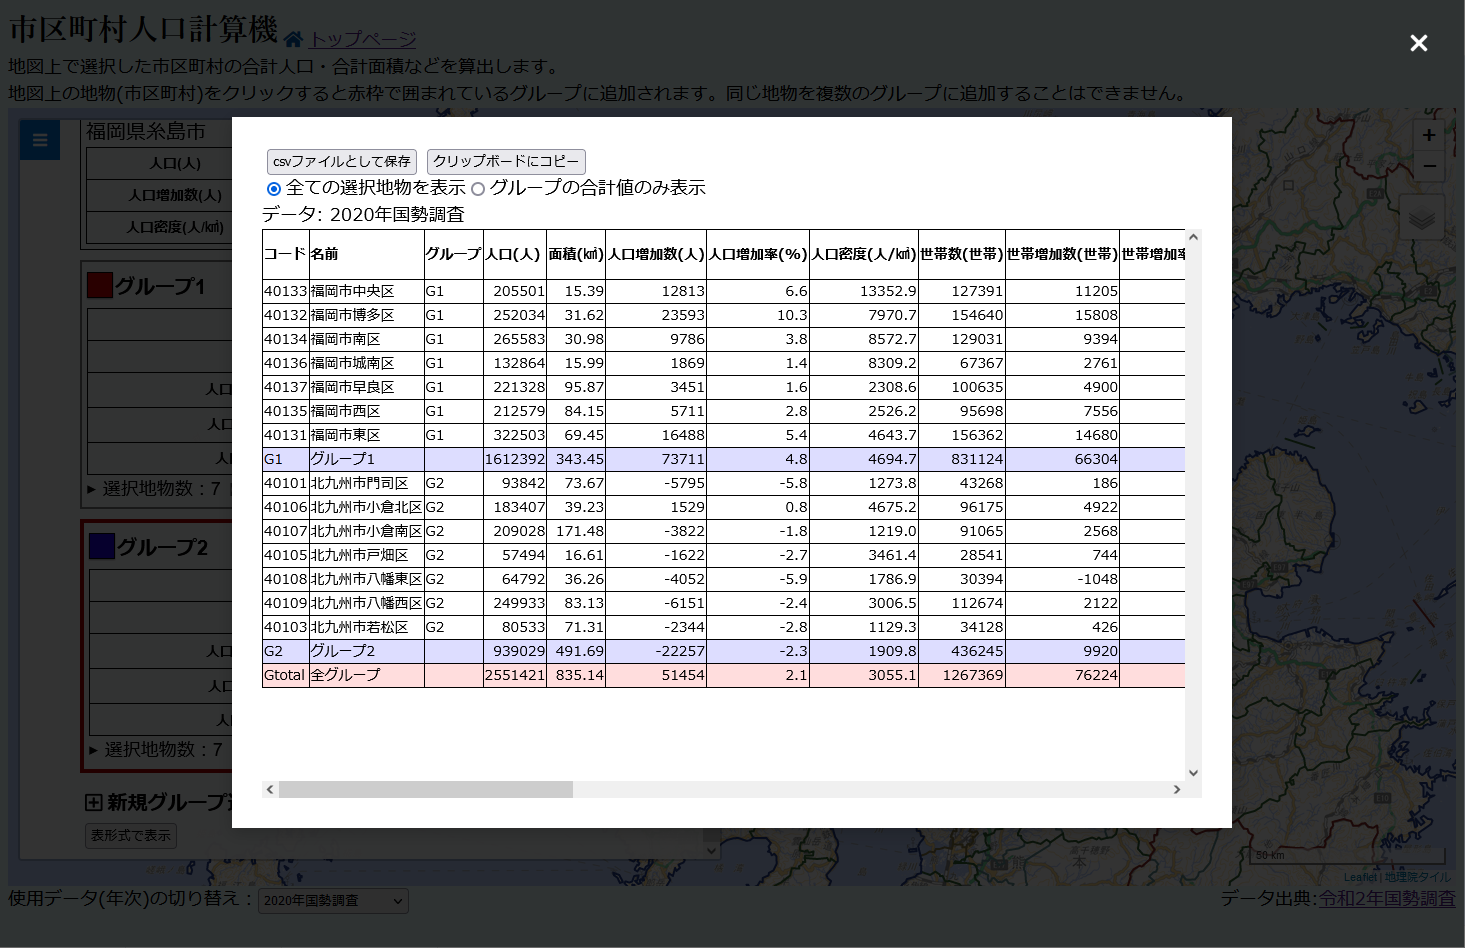 市区町村人口計算機 トップページ
地図上で選択した市区町村の合計人口・合計面積などを算出します。
地図上の地物(市区町村)をクリックすると赤枠で囲まれているグループに追加されます。同じ地物を複数のグループに追加することはできません。
福岡県糸島市
人口(人)
人口増加数(人)
人口密度(人/㎢)
グループ1
人口
人口
人
▸ 選択地物数：7
グループ2
人口
人口
人
▸ 選択地物数：7
新規グループ
表形式で表示
csvファイルとして保存 クリップボードにコピー
全ての選択地物を表示 グループの合計値のみ表示
データ: 2020年国勢調査
コード 名前 グループ 人口(人) 面積(㎢) 人口増加数(人) 人口増加率(%) 人口密度(人/㎢) 世帯数(世帯) 世帯増加数(世帯) 世帯増加率
40133 福岡市中央区 G1 205501 15.39 12813 6.6 13352.9 127391 11205
40132 福岡市博多区 G1 252034 31.62 23593 10.3 7970.7 154640 15808
40134 福岡市南区 G1 265583 30.98 9786 3.8 8572.7 129031 9394
40136 福岡市城南区 G1 132864 15.99 1869 1.4 8309.2 67367 2761
40137 福岡市早良区 G1 221328 95.87 3451 1.6 2308.6 100635 4900
40135 福岡市西区 G1 212579 84.15 5711 2.8 2526.2 95698 7556
40131 福岡市東区 G1 322503 69.45 16488 5.4 4643.7 156362 14680
G1 グループ1 1612392 343.45 73711 4.8 4694.7 831124 66304
40101 北九州市門司区 G2 93842 73.67 -5795 -5.8 1273.8 43268 186
40106 北九州市小倉北区 G2 183407 39.23 1529 0.8 4675.2 96175 4922
40107 北九州市小倉南区 G2 209028 171.48 -3822 -1.8 1219.0 91065 2568
40105 北九州市戸畑区 G2 57494 16.61 -1622 -2.7 3461.4 28541 744
40108 北九州市八幡東区 G2 64792 36.26 -4052 -5.9 1786.9 30394 -1048
40109 北九州市八幡西区 G2 249933 83.13 -6151 -2.4 3006.5 112674 2122
40103 北九州市若松区 G2 80533 71.31 -2344 -2.8 1129.3 34128 426
G2 グループ2 939029 491.69 -22257 -2.3 1909.8 436245 9920
Gtotal 全グループ 2551421 835.14 51454 2.1 3055.1 1267369 76224
50 km
Leaflet | 地理院タイル
使用データ(年次)の切り替え： 2020年国勢調査
データ出典:令和2年国勢調査